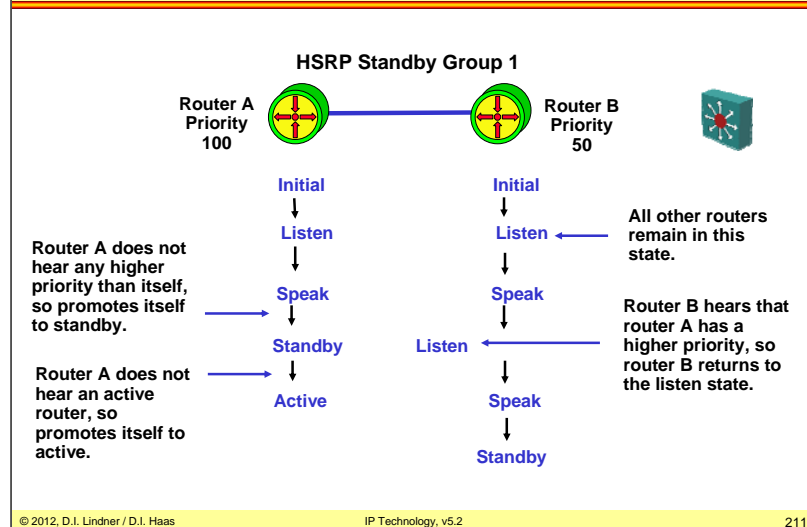 HSRP Standby Group 1
Router A
Priority
100
Router B
Priority
50
Initial
Listen
Speak
Standby
Active
Router A does not
hear any higher
priority than itself,
so promotes itself
to standby.
Router A does not
hear an active
router, so
promotes itself to
active.
Initial
Listen
Speak
Listen
Speak
Standby
All other routers
remain in this
state.
Router B hears that
router A has a
higher priority, so
router B returns to
the listen state.
© 2012, D.I. Lindner / D.I. Haas
IP Technology, v5.2
211